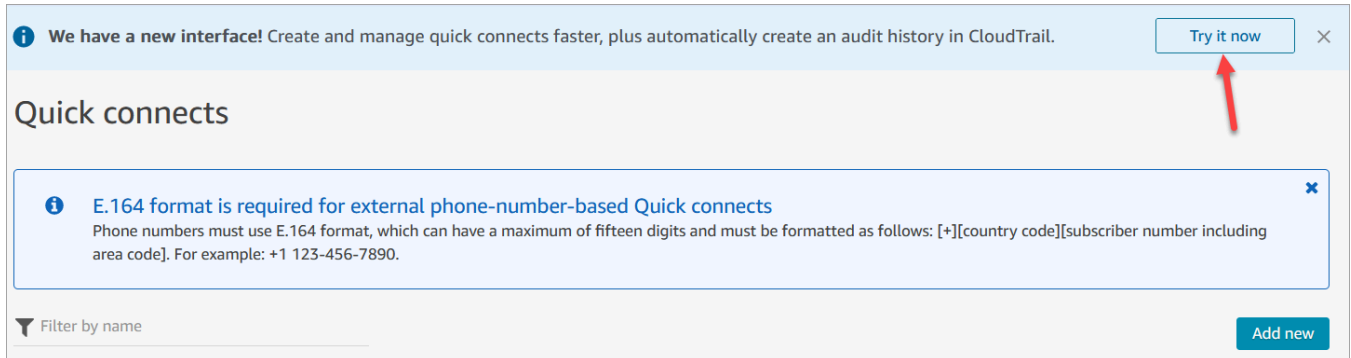 We have a new interface! Create and manage quick connects faster, plus automatically create an audit history in CloudTrail.
Try it now
Quick connects
E.164 format is required for external phone-number-based Quick connects
Phone numbers must use E.164 format, which can have a maximum of fifteen digits and must be formatted as follows: [+][country code][subscriber number including
area code]. For example: +1 123-456-7890.
Filter by name
Add new